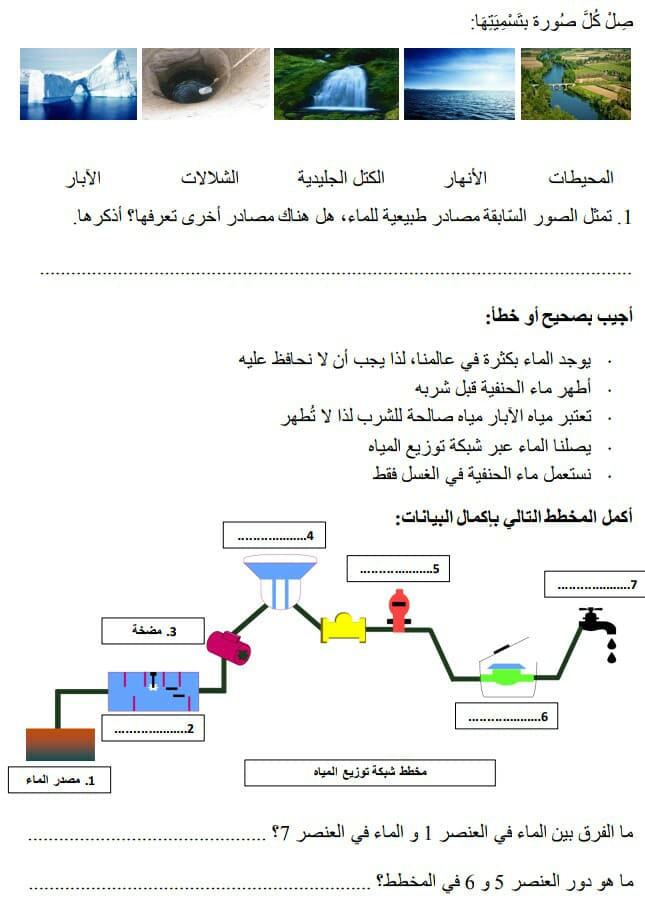 صِلْ كُلَّ صُورة بتَسْمِيَتِهَا:
المحيطات الأنهار الكتل الجليدية الشلالات الآبار
1. تمثل الصور السّابقة مصادر طبيعية للماء، هل هناك مصادر أخرى تعرفها؟ أذكرها.
................................................................................
أجيب بصحيح أو خطأ:
· يوجد الماء بكثرة في عالمنا، لذا يجب أن لا نحافظ عليه
· أطهر ماء الحنفية قبل شربه
· تعتبر مياه الآبار مياه صالحة للشرب لذا لا تُطهر
· يصلنا الماء عبر شبكة توزيع المياه
· نستعمل ماء الحنفية في الغسل فقط
أكمل المخطط التالي بإكمال البيانات:
4...................
5...................
7...................
3. مضخة
6...................
2...................
مخطط شبكة توزيع المياه
1. مصدر الماء
ما الفرق بين الماء في العنصر 1 و الماء في العنصر 7؟ ............................................
ما هو دور العنصر 5 و 6 في المخطط؟ ................................................................